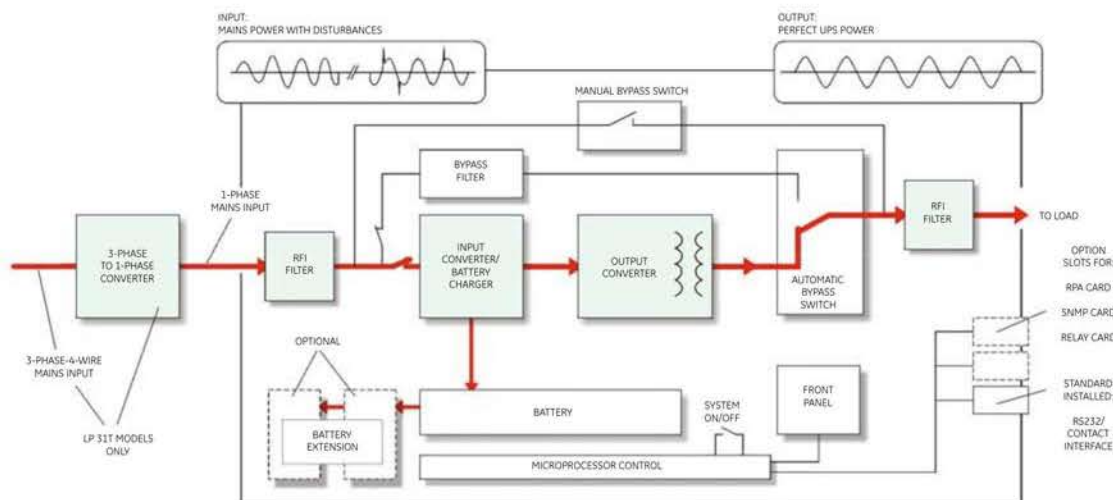 INPUT:
MAINS POWER WITH DISTURBANCES
OUTPUT:
PERFECT UPS POWER
MANUAL BYPASS SWITCH
BYPASS
FILTER
1-PHASE
MAINS INPUT
3-PHASE
TO 1-PHASE
CONVERTER
RFI
FILTER
INPUT
CONVERTER/
BATTERY
CHARGER
OUTPUT
CONVERTER
AUTOMATIC
BYPASS
SWITCH
RFI
FILTER
TO LOAD
OPTION
SLOTS FOR:
RPA CARD
SNMP CARD
RELAY CARD
3-PHASE-4-WIRE
MAINS INPUT
LP 31T MODELS
ONLY
OPTIONAL
BATTERY
EXTENSION
BATTERY
SYSTEM
ON/OFF
FRONT
PANEL
MICROPROCESSOR CONTROL
STANDARD
INSTALLED:
RS232/
CONTACT
INTERFACE